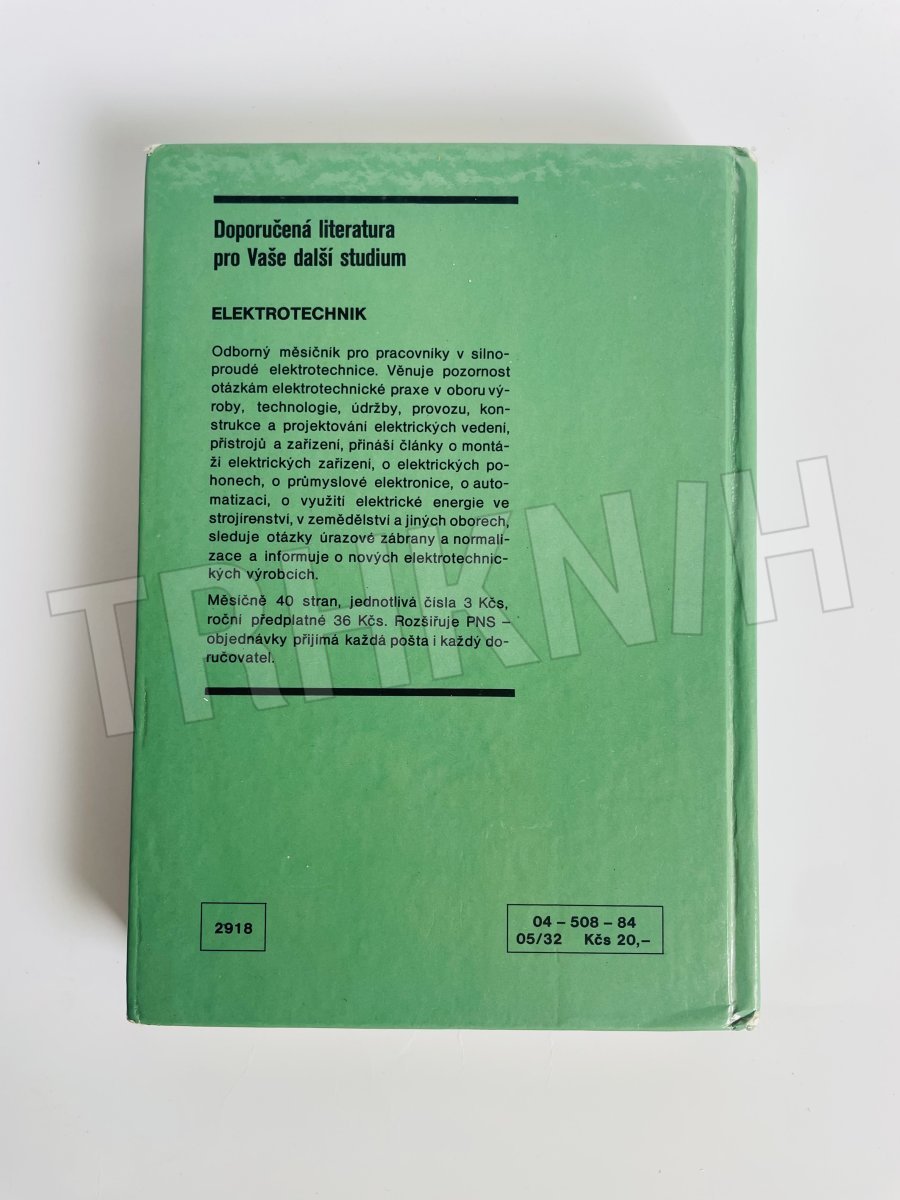 Doporučená literatura
pro Vaše další studium
ELEKTROTECHNIK
Odborný měsíčník pro pracovníky v silno-
proudé elektrotechnice. Věnuje pozornost
otázkám elektrotechnické praxe v oboru vý-
roby, technologie, údržby, provozu, kon-
strukce a projektování elektrických vedení,
přístrojů a zařízení, přináší články o montá-
ži elektrických zařízení, o elektrických po-
honech, o průmyslové elektronice, o auto-
matizaci, o využití elektrické energie ve
strojírenství, v zemědělství a jiných oborech,
sleduje otázky úrazové zábrany a normali-
zace a informuje o nových elektrotechnic-
kých výrobcích.
Měsíčně 40 stran, jednotlivá čísla 3 Kčs,
roční předplatné 36 Kčs. Rozšiřuje PNS –
objednávky přijímá každá pošta i každý do-
ručovatel.
TRHKNIH
2918
04 – 508 – 84
05/32 Kčs 20,–